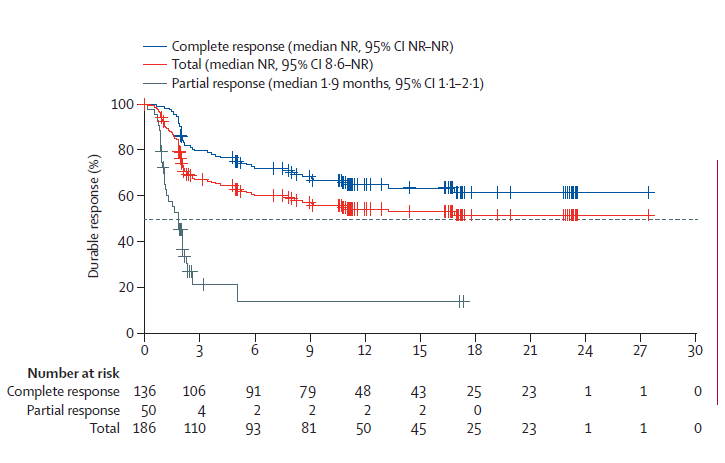 Complete response (median NR, 95% CI NR–NR)
Total (median NR, 95% CI 8·6–NR)
Partial response (median 1·9 months, 95% CI 1·1–2·1)
Durable response (%)
100
80
60
40
20
0
0 3 6 9 12 15 18 21 24 27 30
Number at risk
Complete response 136 106 91 79 48 43 25 23 1 1 0
Partial response 50 4 2 2 2 2 0
Total 186 110 93 81 50 45 25 23 1 1 0